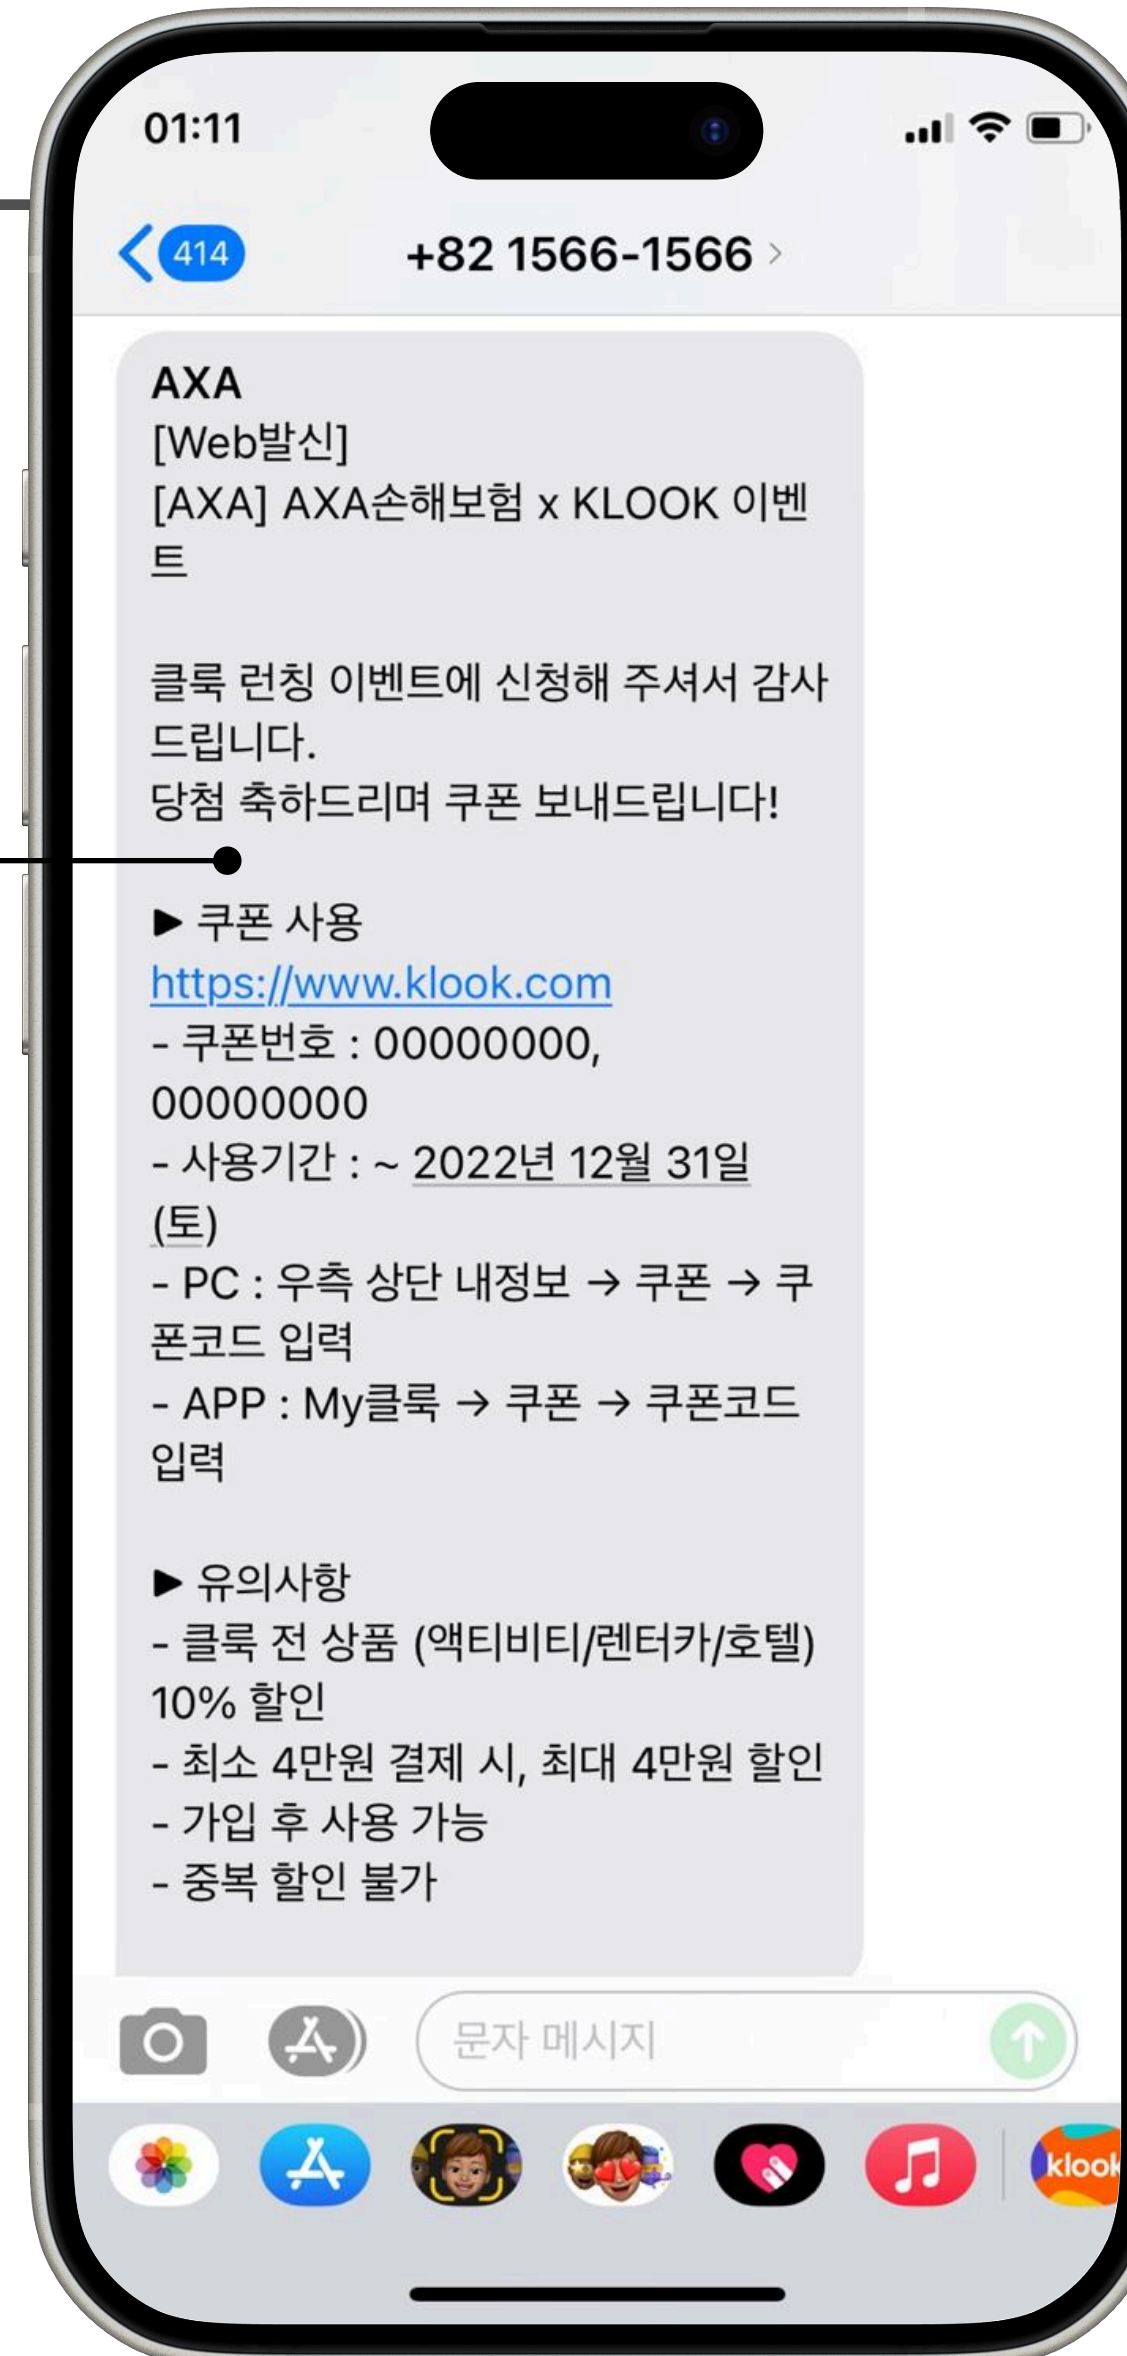 01:11
414
+82 1566-1566
AXA
[Web발신]
[AXA] AXA손해보험 x KLOOK 이벤
트
클룩 런칭 이벤트에 신청해 주셔서 감사
드립니다.
당첨 축하드리며 쿠폰 보내드립니다!
▶ 쿠폰 사용
https://www.klook.com
- 쿠폰번호 : 00000000,
00000000
- 사용기간 : ~ 2022년 12월 31일
(토)
- PC : 우측 상단 내정보 → 쿠폰 → 쿠
폰코드 입력
- APP : My클룩 → 쿠폰 → 쿠폰코드
입력
▶ 유의사항
- 클룩 전 상품 (액티비티/렌터카/호텔)
10% 할인
- 최소 4만원 결제 시, 최대 4만원 할인
- 가입 후 사용 가능
- 중복 할인 불가
문자 메시지
klook